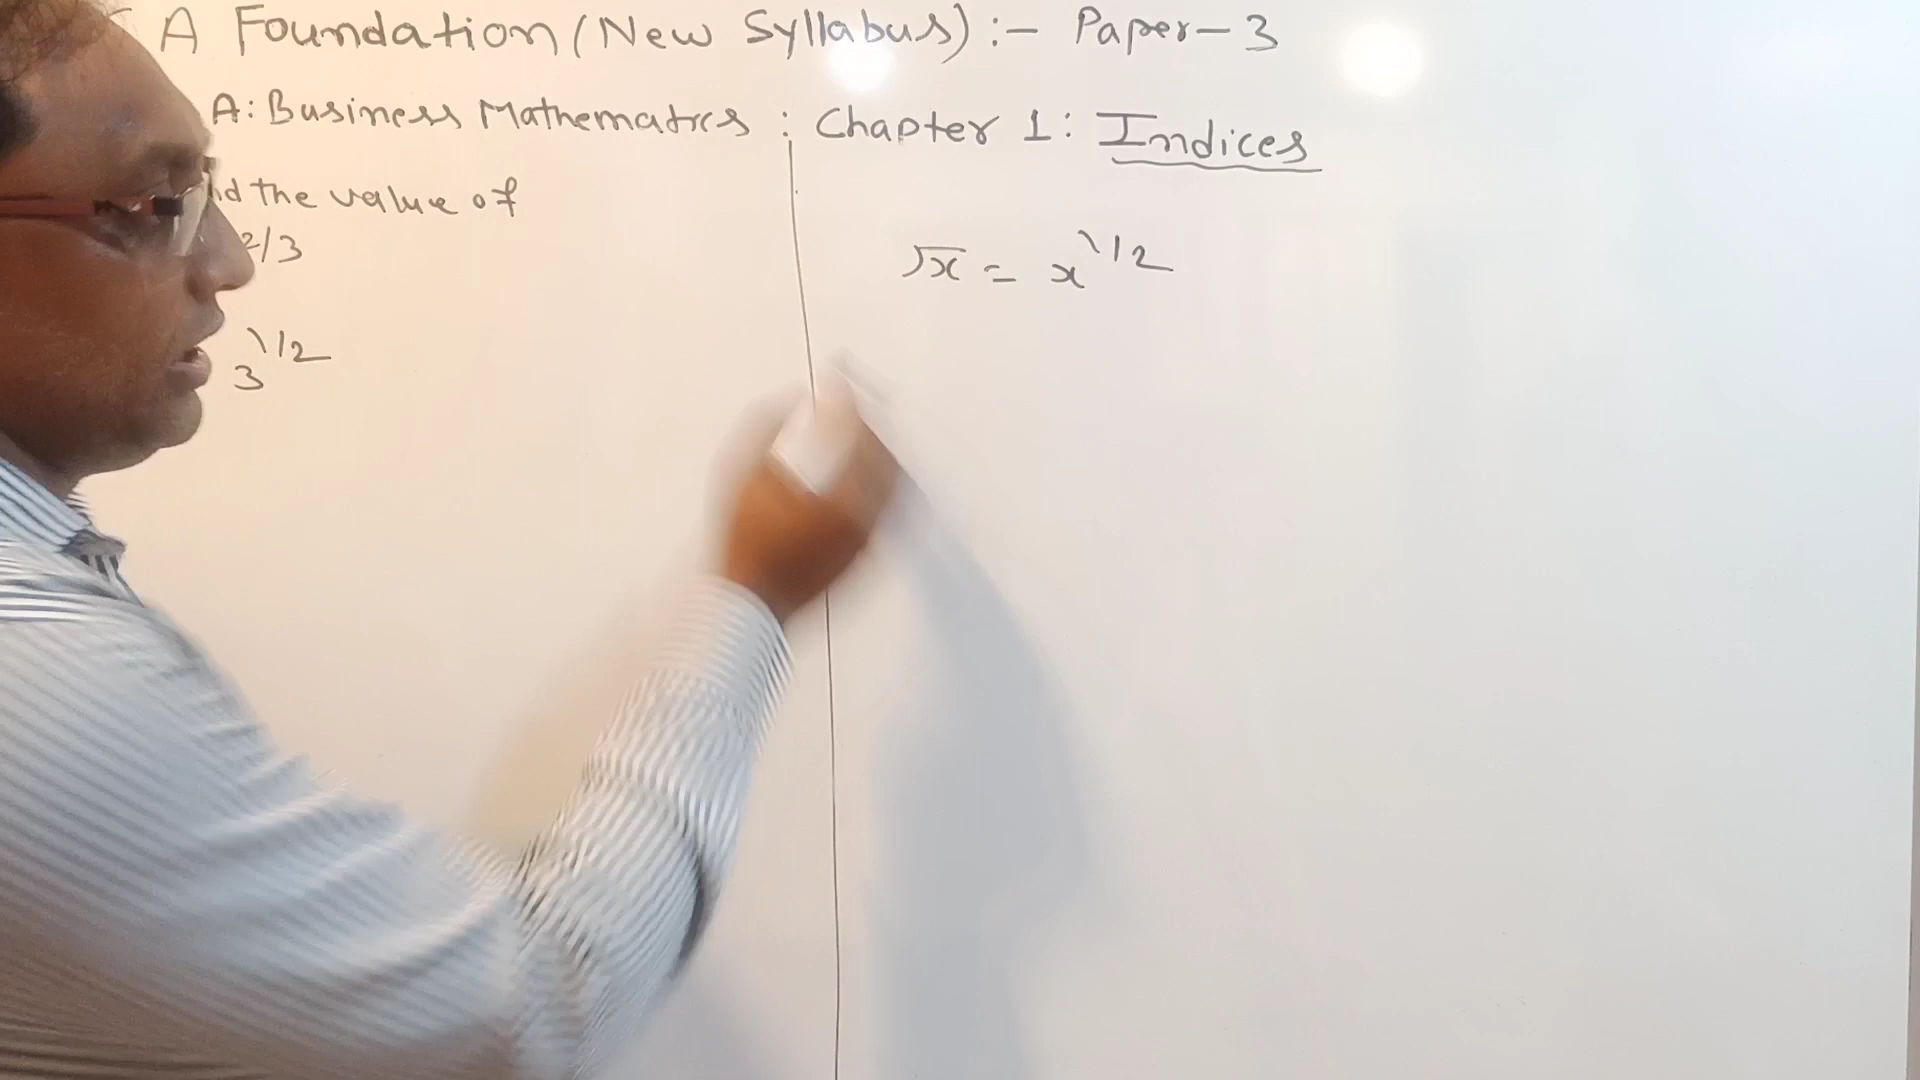 A Foundation (New Syllabus) :- Paper-3
A: Business Mathematics : Chapter 1: Indices
the value of
2/3
√x = x^1/2
3^1/2